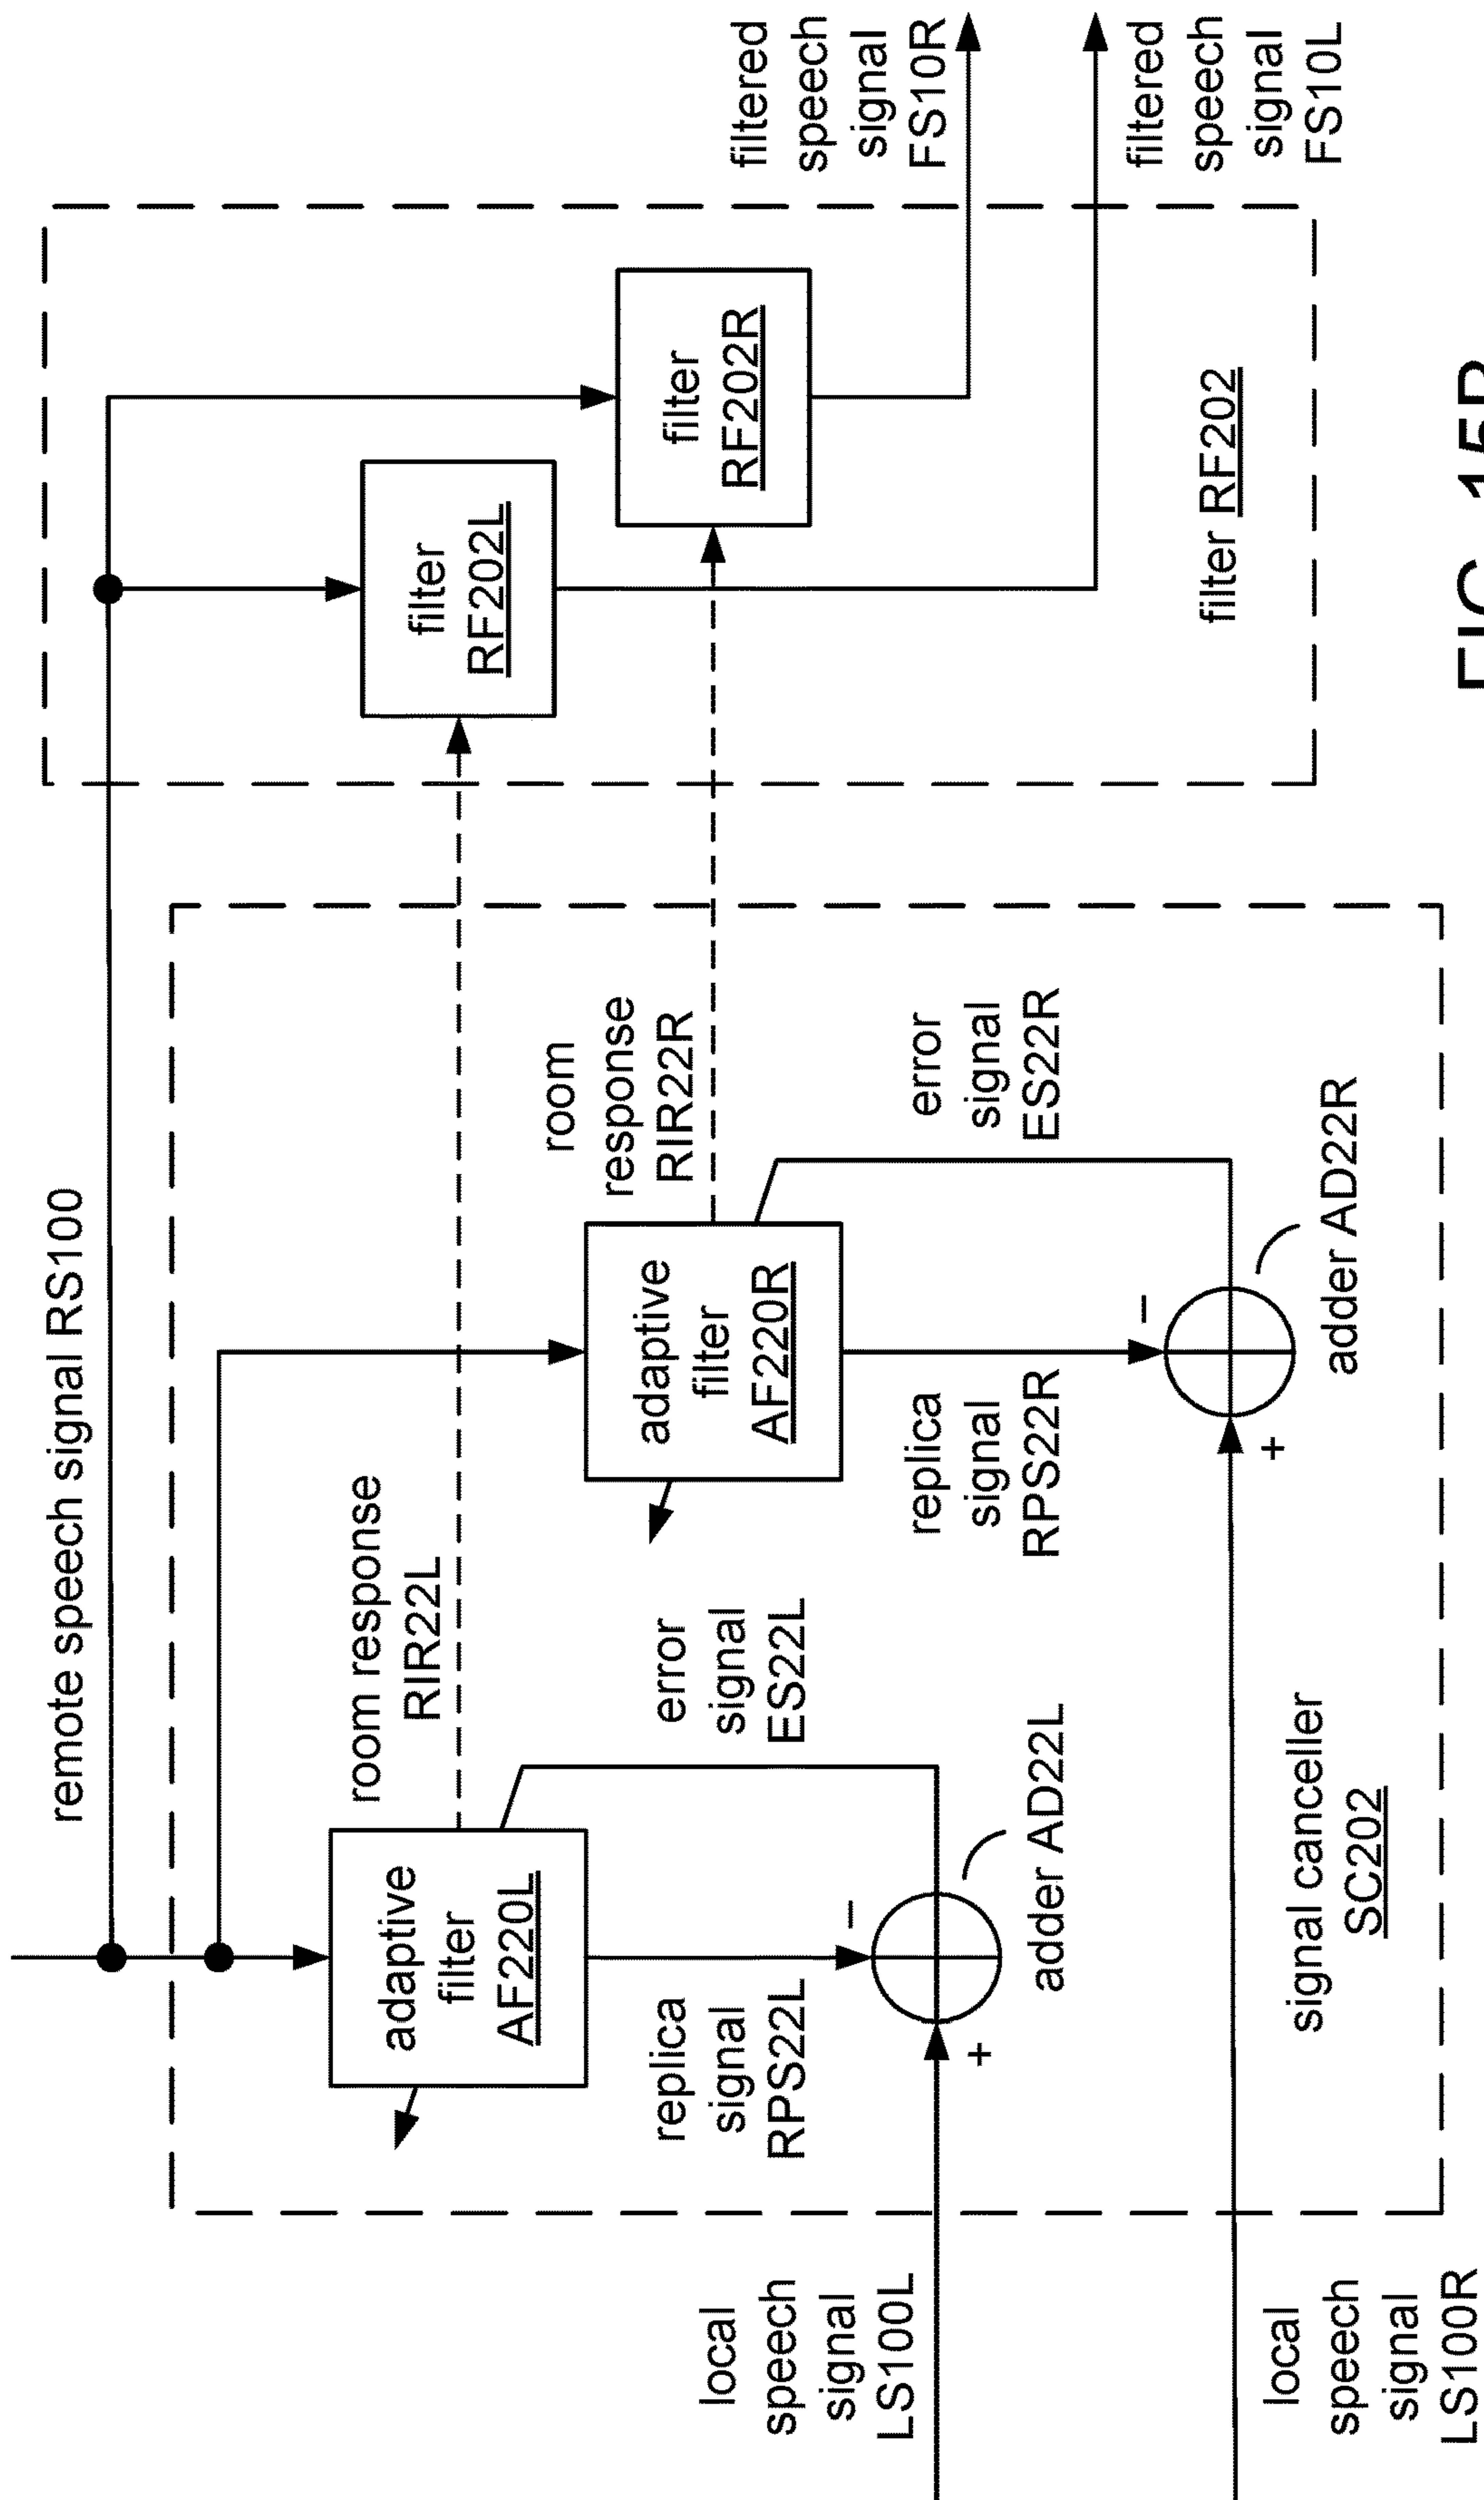 remote speech signal RS100
room response
RIR22L
adaptive
filter
AF220L
replica
signal
RPS22L
error
signal
ES22L
–
+
adder AD22L
local
speech
signal
LS100L
room
response
RIR22R
adaptive
filter
AF220R
replica
signal
RPS22R
error
signal
ES22R
–
+
adder AD22R
local
speech
signal
LS100R
signal canceller
SC202
filter
RF202L
filter
RF202R
filter RF202
filtered
speech
signal
FS10R
filtered
speech
signal
FS10L